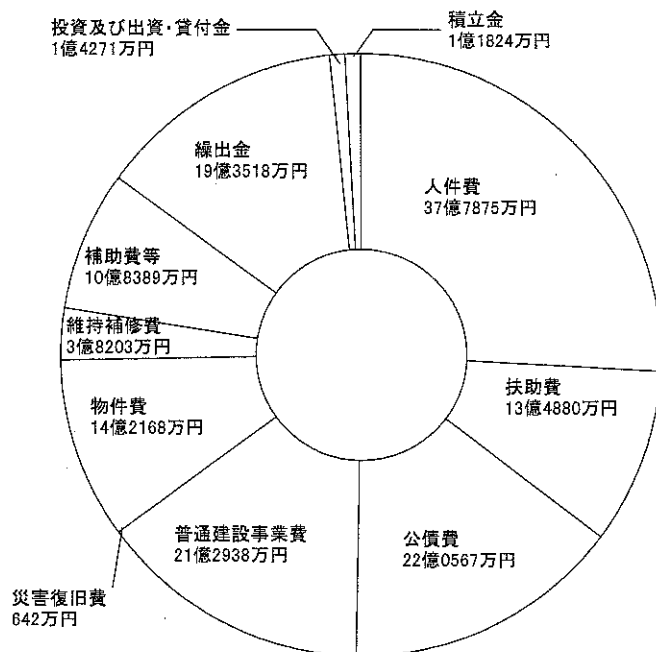 投資及び出資・貸付金
1億4271万円
積立金
1億1824万円
繰出金
19億3518万円
人件費
37億7875万円
補助費等
10億8389万円
維持補修費
3億8203万円
扶助費
13億4880万円
物件費
14億2168万円
普通建設事業費
21億2938万円
公債費
22億0567万円
災害復旧費
642万円